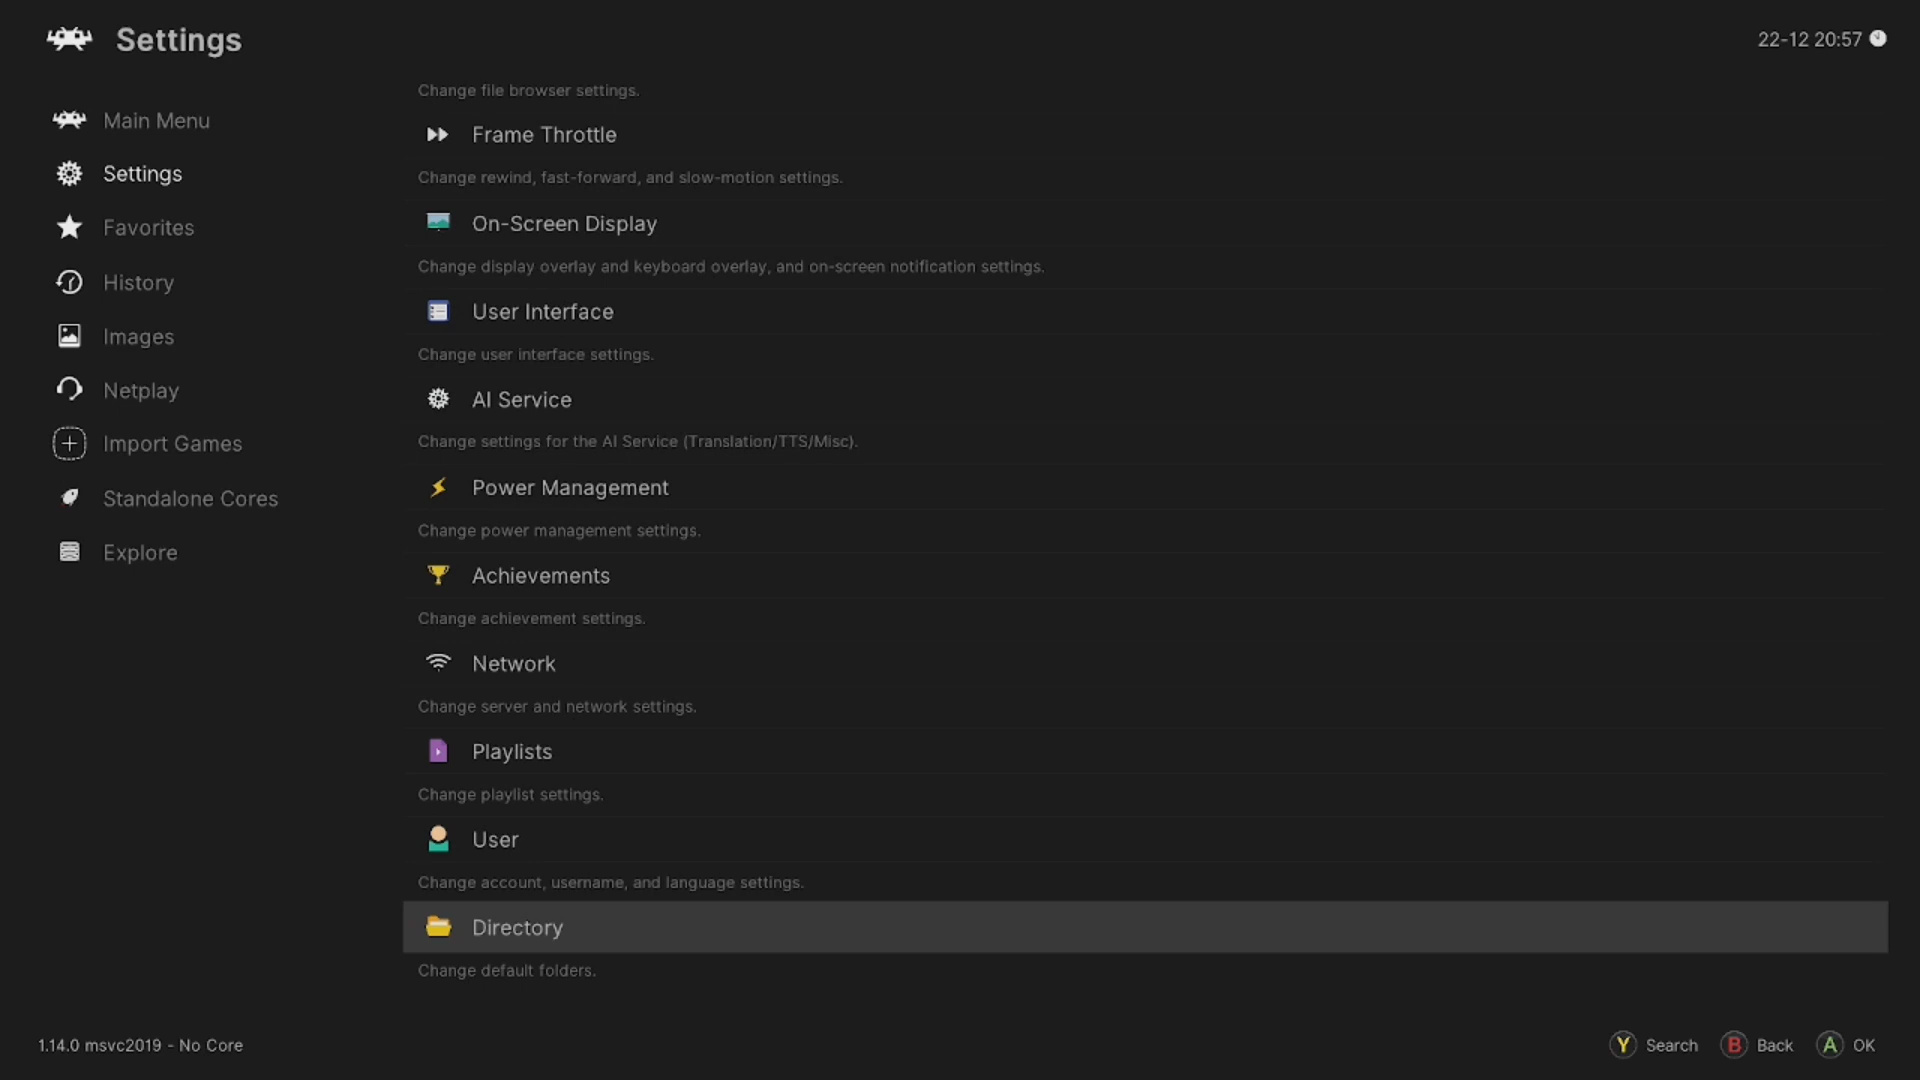 Settings
22-12 20:57
Main Menu
Settings
Favorites
History
Images
Netplay
Import Games
Standalone Cores
Explore
Change file browser settings.
Frame Throttle
Change rewind, fast-forward, and slow-motion settings.
On-Screen Display
Change display overlay and keyboard overlay, and on-screen notification settings.
User Interface
Change user interface settings.
AI Service
Change settings for the AI Service (Translation/TTS/Misc).
Power Management
Change power management settings.
Achievements
Change achievement settings.
Network
Change server and network settings.
Playlists
Change playlist settings.
User
Change account, username, and language settings.
Directory
Change default folders.
1.14.0 msvc2019 - No Core
Y Search B Back A OK